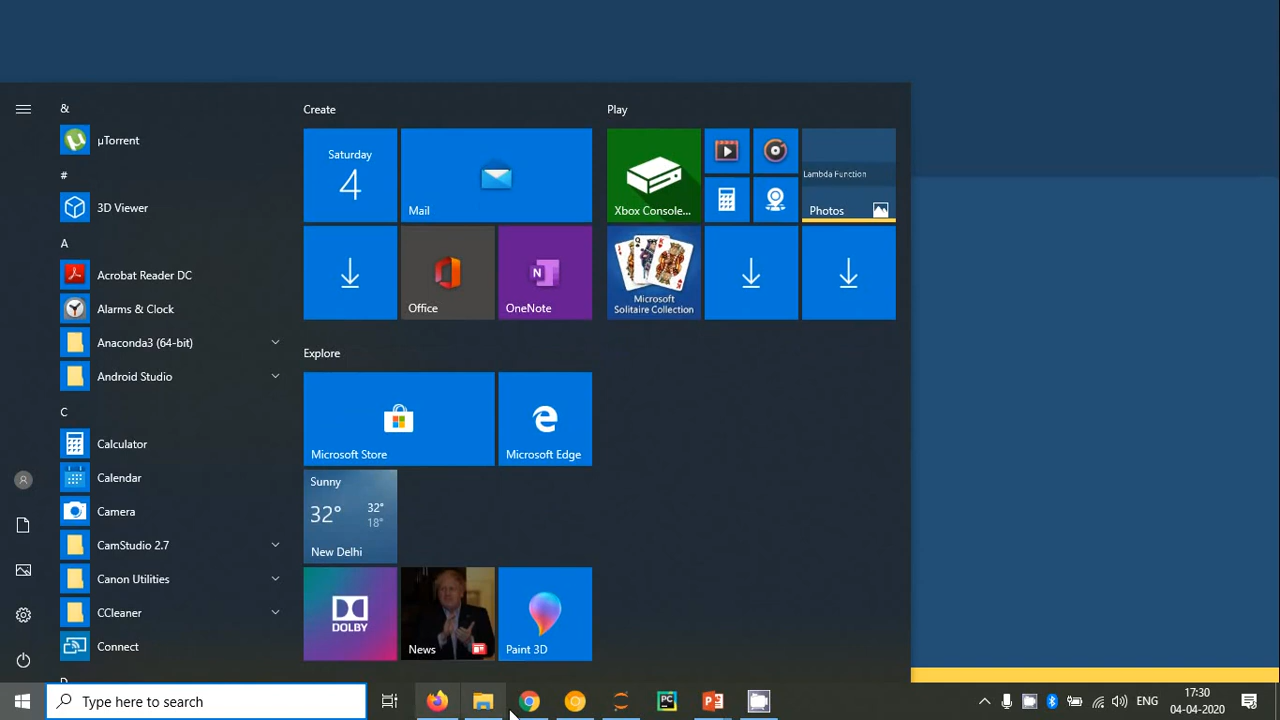 &
µTorrent
#
3D Viewer
A
Acrobat Reader DC
Alarms & Clock
Anaconda3 (64-bit)
Android Studio
C
Calculator
Calendar
Camera
CamStudio 2.7
Canon Utilities
CCleaner
Connect
Create
Saturday
4
Mail
Office
OneNote
Explore
Microsoft Store
Microsoft Edge
Sunny
32°
32°
18°
New Delhi
DOLBY
News
Paint 3D
Play
Xbox Console...
Lambda Function
Photos
Microsoft
Solitaire Collection
Type here to search
PC
ENG
17:30
04-04-2020